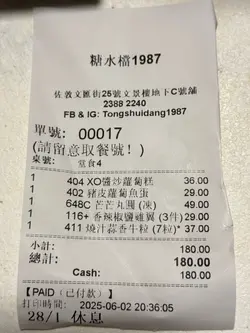 糖水檔1987
佐敦文匯街25號文景樓地下C號舖
2388 2240
FB & IG: Tongshuidang1987
單號: 00017
(請留意取餐號!)
桌號: 堂食4
1 404 XO醬炒蘿蔔糕 36.00
1 402 豬皮蘿蔔魚蛋 29.00
1 648C 芒芒丸圓 (凍) 49.00
1 116+ 香辣椒鹽雞翼 (3件) 29.00
1 411 燒汁蒜香牛粒 (7粒)* 37.00
小計: 180.00
總計: 180.00
Cash: 180.00
【PAID (已付款) 】
打印時間: 2025-06-02 20:36:05
28/1 休息